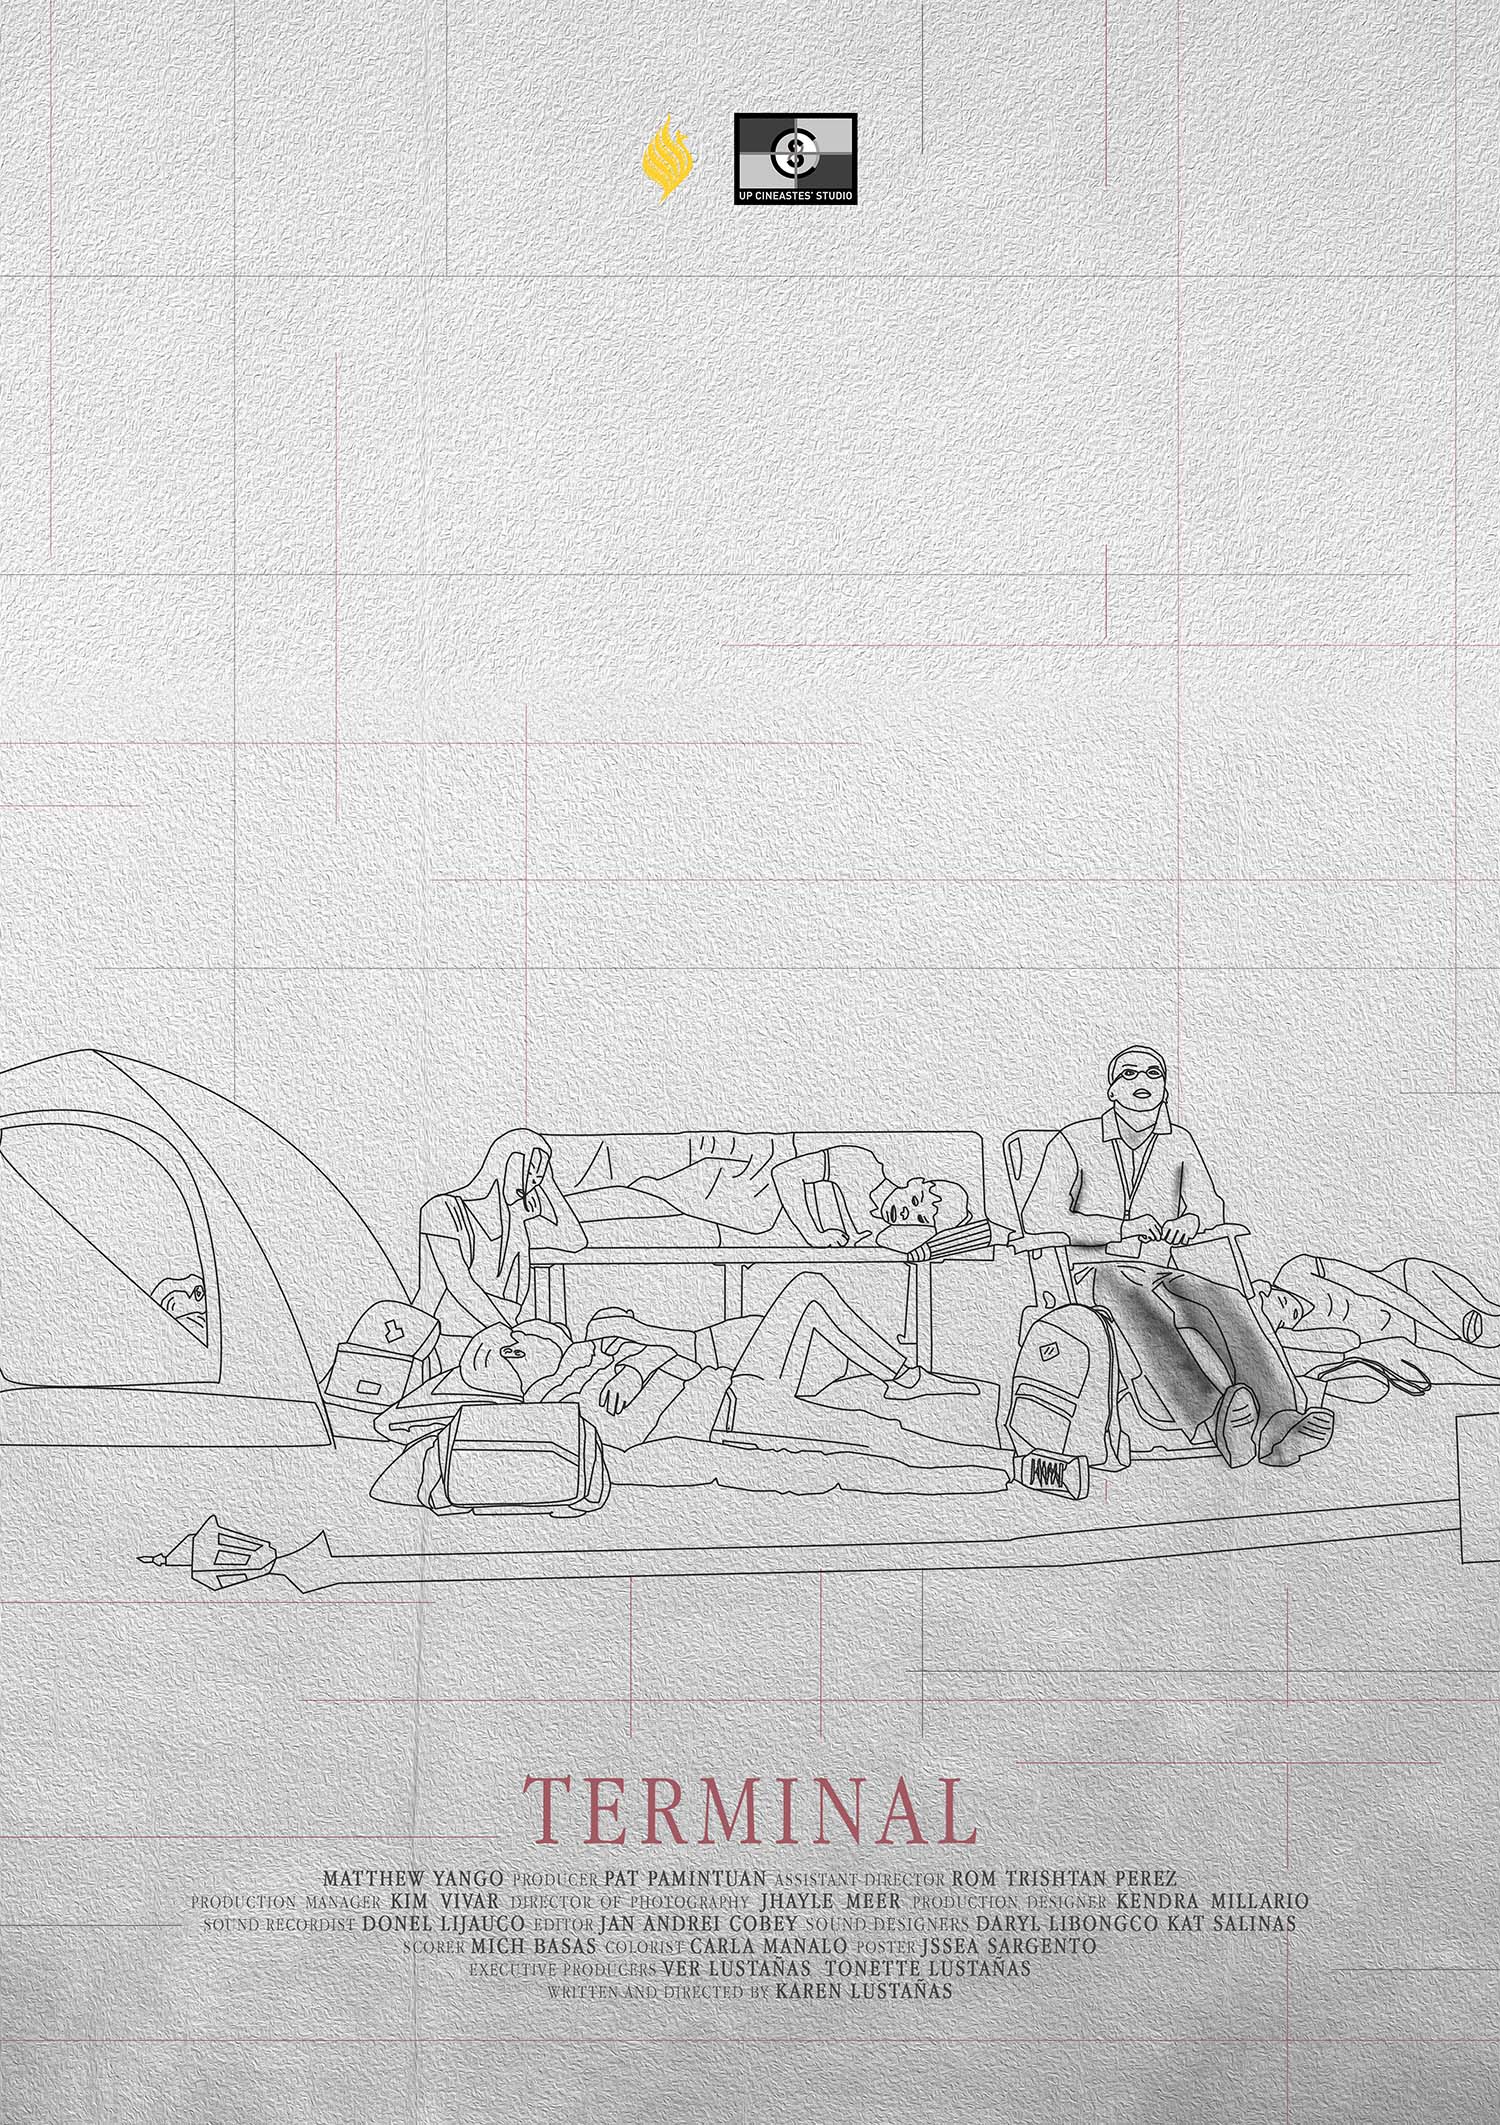 UP CINEASTES' STUDIO
TERMINAL
MATTHEW YANGO PRODUCER PAT PAMINTUAN ASSISTANT DIRECTOR ROM TRISHTAN PEREZ
PRODUCTION MANAGER KIM VIVAR DIRECTOR OF PHOTOGRAPHY JHAYLE MEER PRODUCTION DESIGNER KENDRA MILLARIO
SOUND RECORDIST DONEL LIJAUCO EDITOR JAN ANDREI COBEY SOUND DESIGNERS DARYL LIBONGCO KAT SALINAS
SCORER MICH BASAS COLORIST CARLA MANALO POSTER JSSEA SARGENTO
EXECUTIVE PRODUCERS VER LUSTAÑAS TONETTE LUSTAÑAS
WRITTEN AND DIRECTED BY KAREN LUSTAÑAS